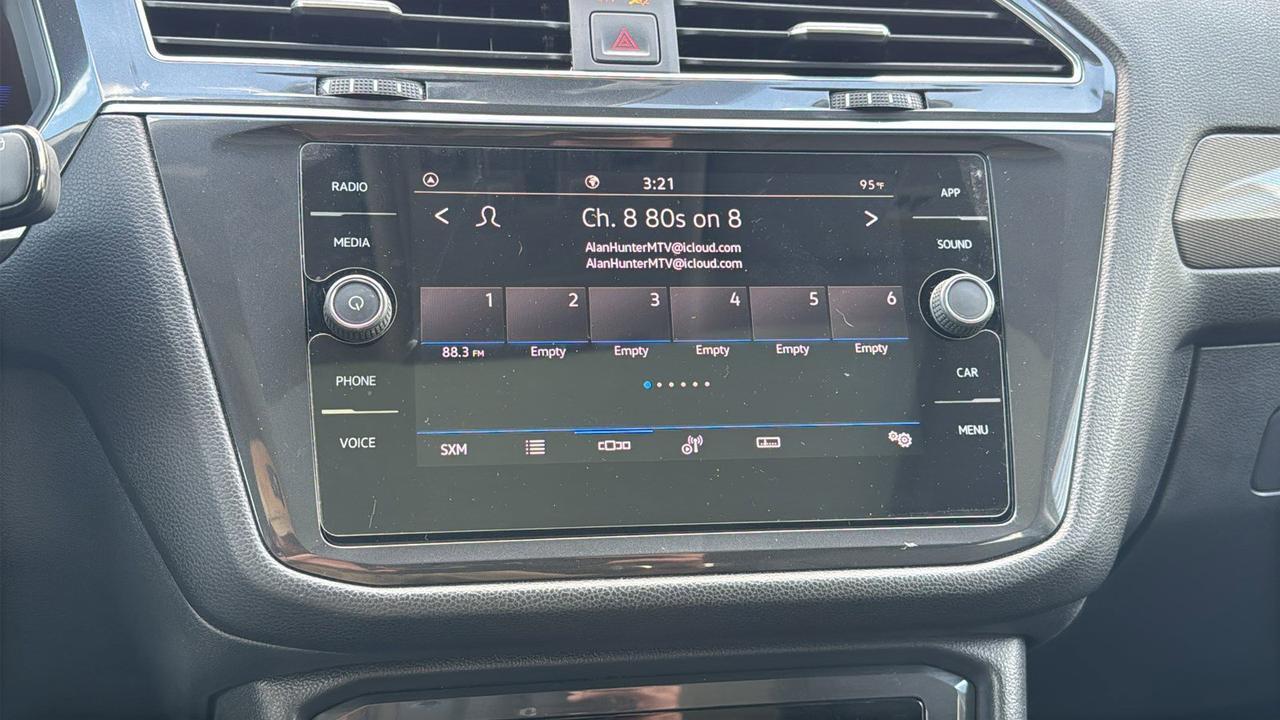 RADIO
MEDIA
PHONE
VOICE
3:21
95°F
< Ch. 8 80s on 8 >
AlanHunterMTV@icloud.com
AlanHunterMTV@icloud.com
1 2 3 4 5 6
88.3 FM Empty Empty Empty Empty Empty
SXM
APP
SOUND
CAR
MENU